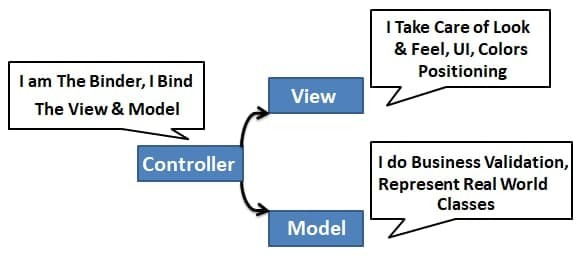 I am The Binder, I Bind
The View & Model
Controller
View
I Take Care of Look
& Feel, UI, Colors
Positioning
Model
I do Business Validation,
Represent Real World
Classes